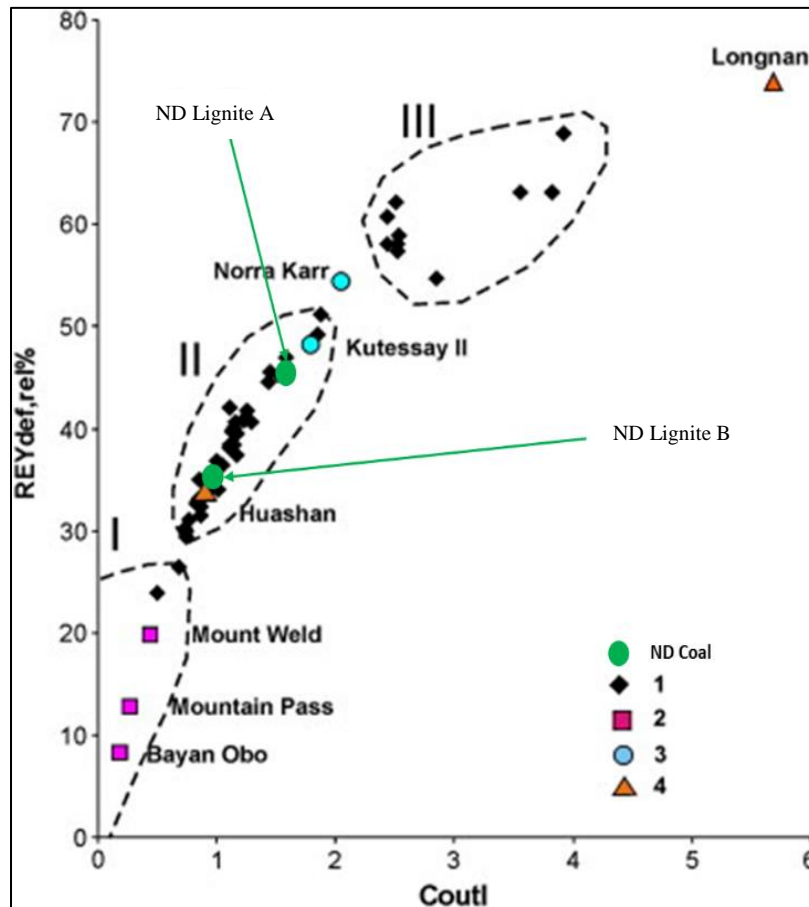 80
Longnan
ND Lignite A
III
70
60
Norra Karr
50
II
Kutessay II
REYdef,rel%
40
ND Lignite B
Huashan
30
I
20
Mount Weld
ND Coal
1
Mountain Pass
2
10
Bayan Obo
3
4
0
0 1 2 3 4 5 6
Coutl